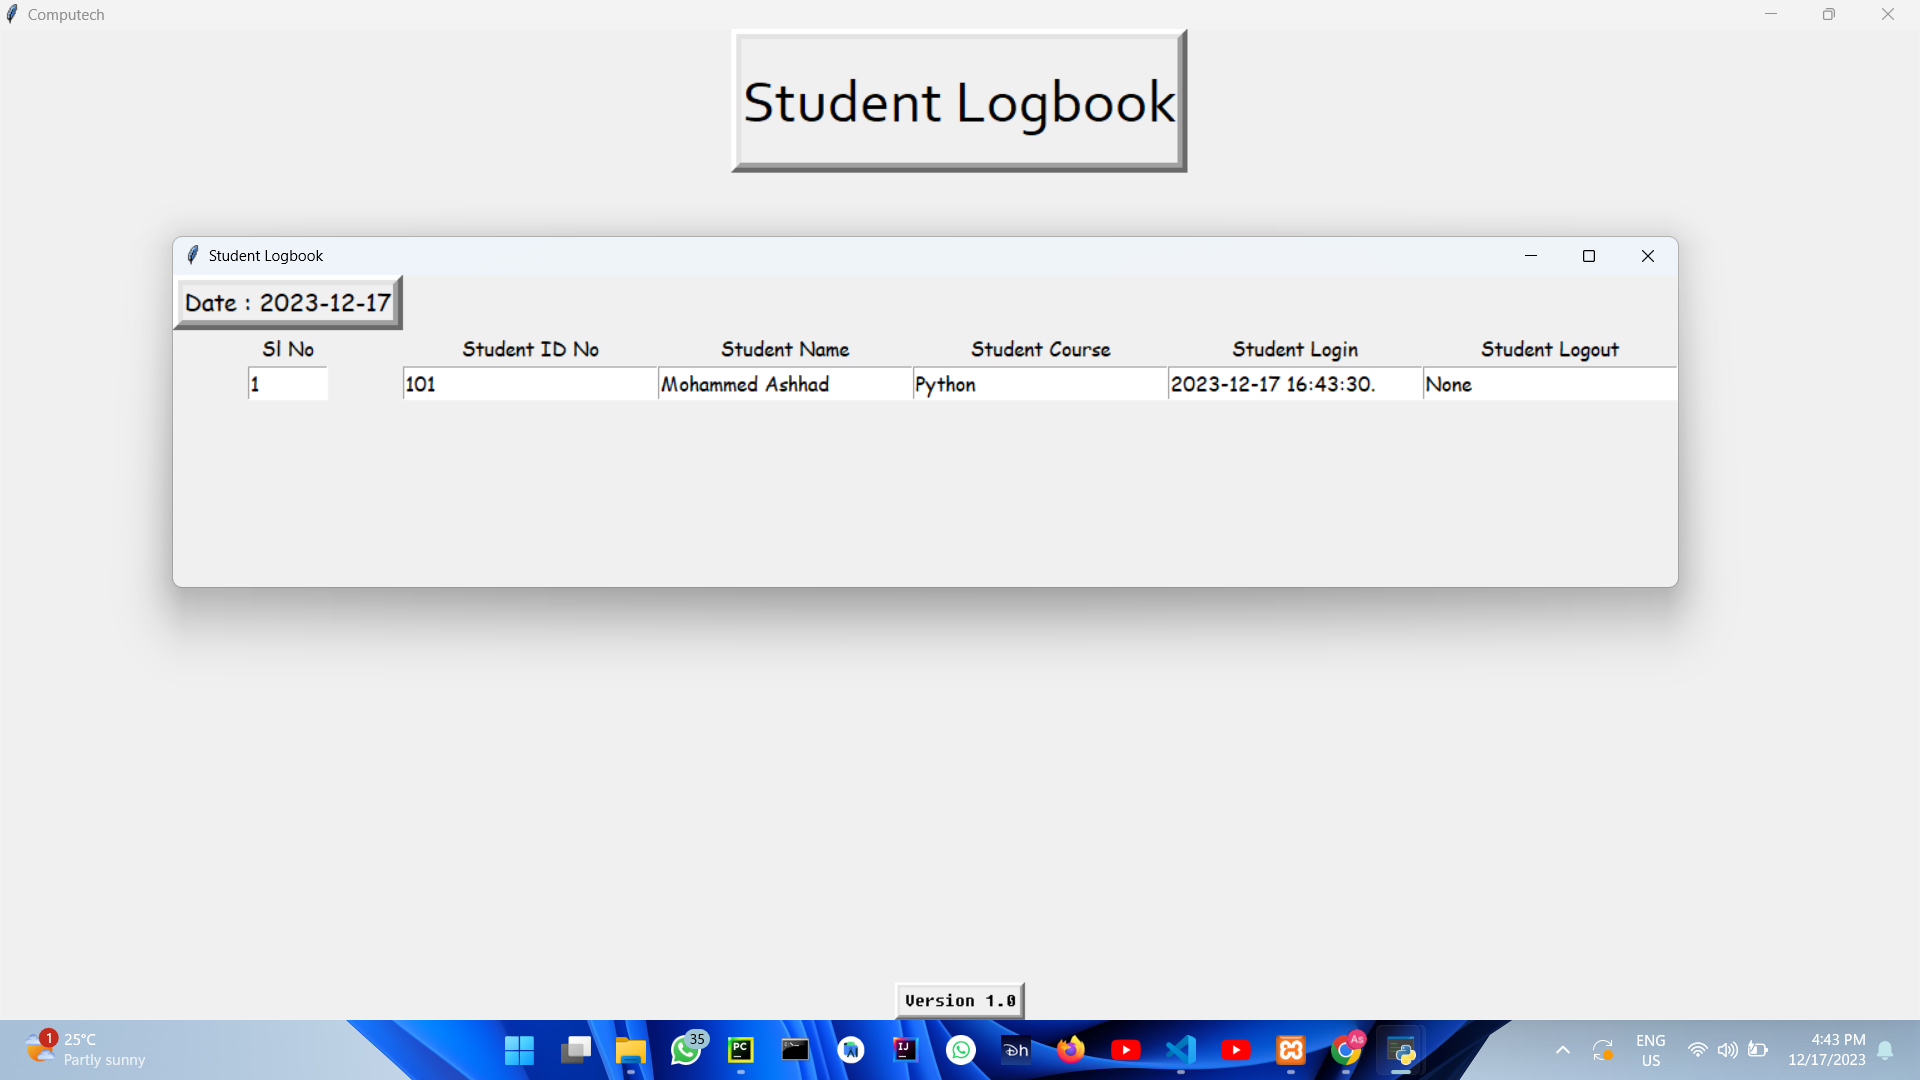 Computech
Student Logbook
Student Logbook
Date : 2023-12-17
Sl No Student ID No Student Name Student Course Student Login Student Logout
1 101 Mohammed Ashhad Python 2023-12-17 16:43:30. None
Version 1.0
1 25°C
Partly sunny
35
PC
IJ
As
ENG
US
4:43 PM
12/17/2023